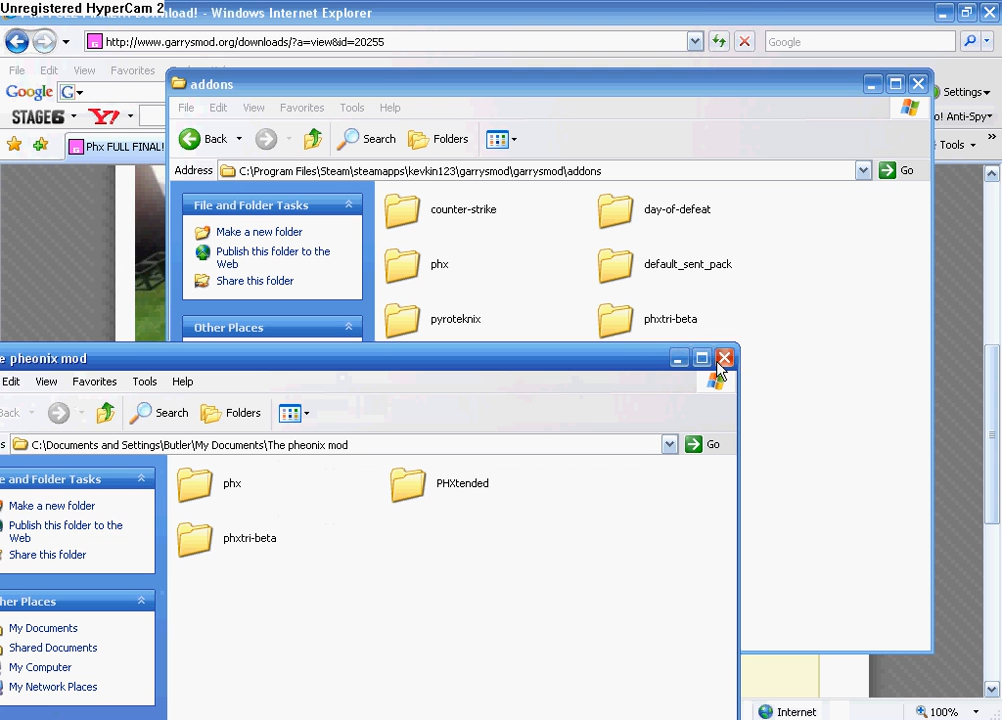 Unregistered HyperCam 2
Phx FULL FINAL! Download! - Windows Internet Explorer
http://www.garrysmod.org/downloads/?a=view&id=20255
Google
File Edit View Favorites
Google G
Settings
STAGE6 Y!
o! Anti-Spy
Phx FULL FINAL!
Tools
»
addons
File Edit View Favorites Tools Help
Back Search Folders
Address C:\Program Files\Steam\steamapps\kevkin123\garrysmod\garrysmod\addons Go
File and Folder Tasks
Make a new folder
Publish this folder to the
Web
Share this folder
Other Places
counter-strike day-of-defeat
phx default_sent_pack
pyroteknix phxtri-beta
e pheonix mod
Edit View Favorites Tools Help
Back Search Folders
s C:\Documents and Settings\Butler\My Documents\The pheonix mod Go
e and Folder Tasks
Make a new folder
Publish this folder to the
Web
Share this folder
her Places
My Documents
Shared Documents
My Computer
My Network Places
phx PHXtended
phxtri-beta
Internet 100%